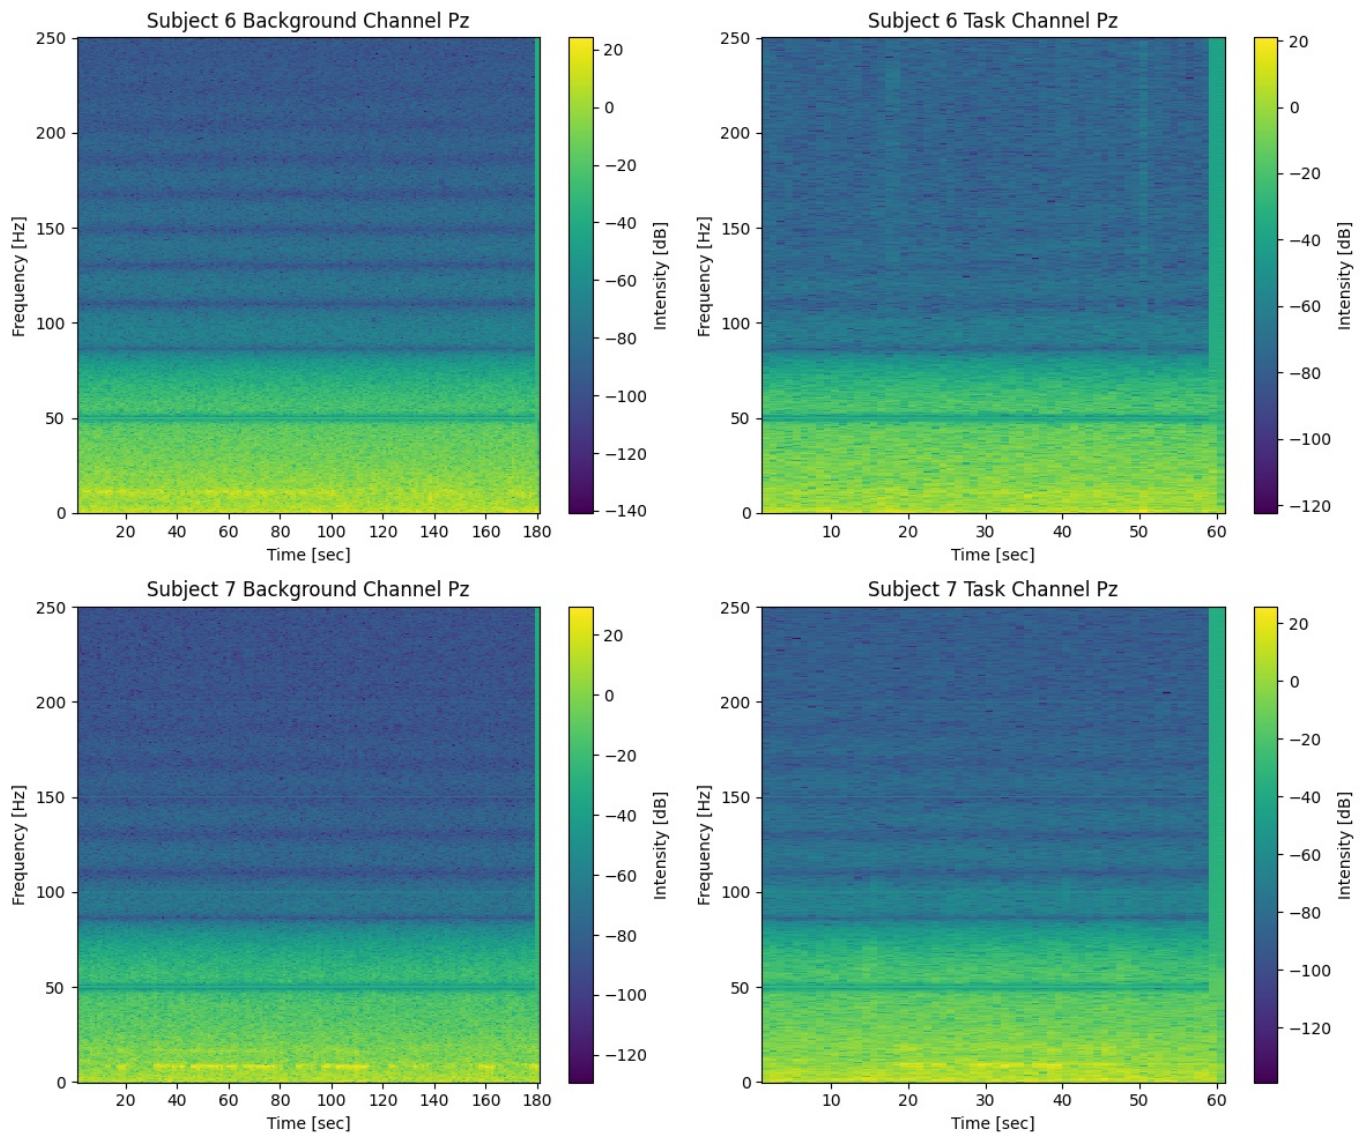 Subject 6 Background Channel Pz
250
200
150
100
50
0
Frequency [Hz]
20 40 60 80 100 120 140 160 180
Time [sec]
20
0
−20
−40
−60
−80
−100
−120
−140
Intensity [dB]
Subject 6 Task Channel Pz
250
200
150
100
50
0
Frequency [Hz]
10 20 30 40 50 60
Time [sec]
20
0
−20
−40
−60
−80
−100
−120
Intensity [dB]
Subject 7 Background Channel Pz
250
200
150
100
50
0
Frequency [Hz]
20 40 60 80 100 120 140 160 180
Time [sec]
20
0
−20
−40
−60
−80
−100
−120
Intensity [dB]
Subject 7 Task Channel Pz
250
200
150
100
50
0
Frequency [Hz]
10 20 30 40 50 60
Time [sec]
20
0
−20
−40
−60
−80
−100
−120
Intensity [dB]